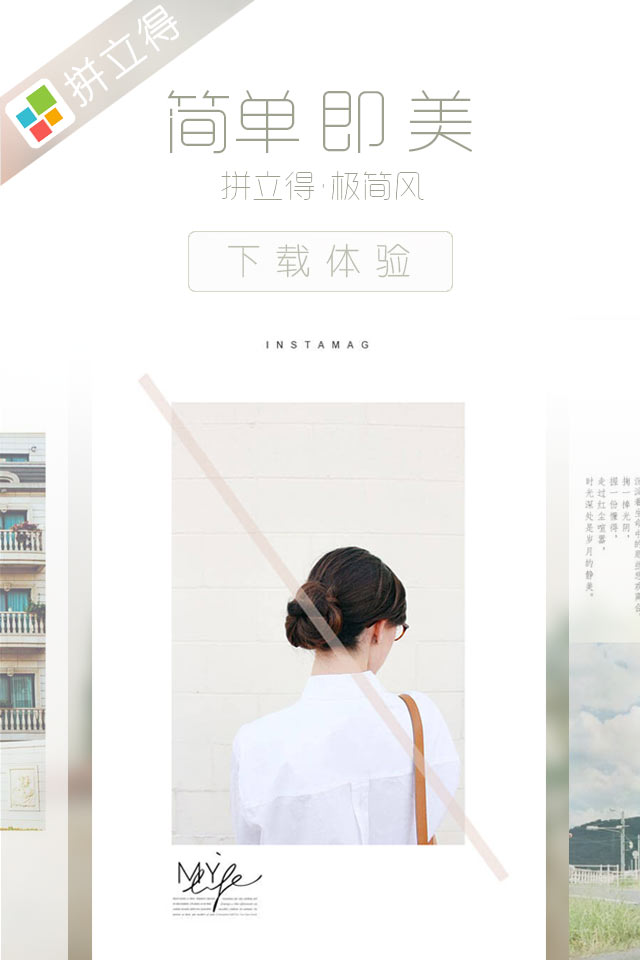 拼立得
简单即美
拼立得·极简风
下载体验
INSTAMAG
MY life
掬一捧光阴,
握一份懂得,
走过红尘喧嚣,
时光深处是岁月的静美。